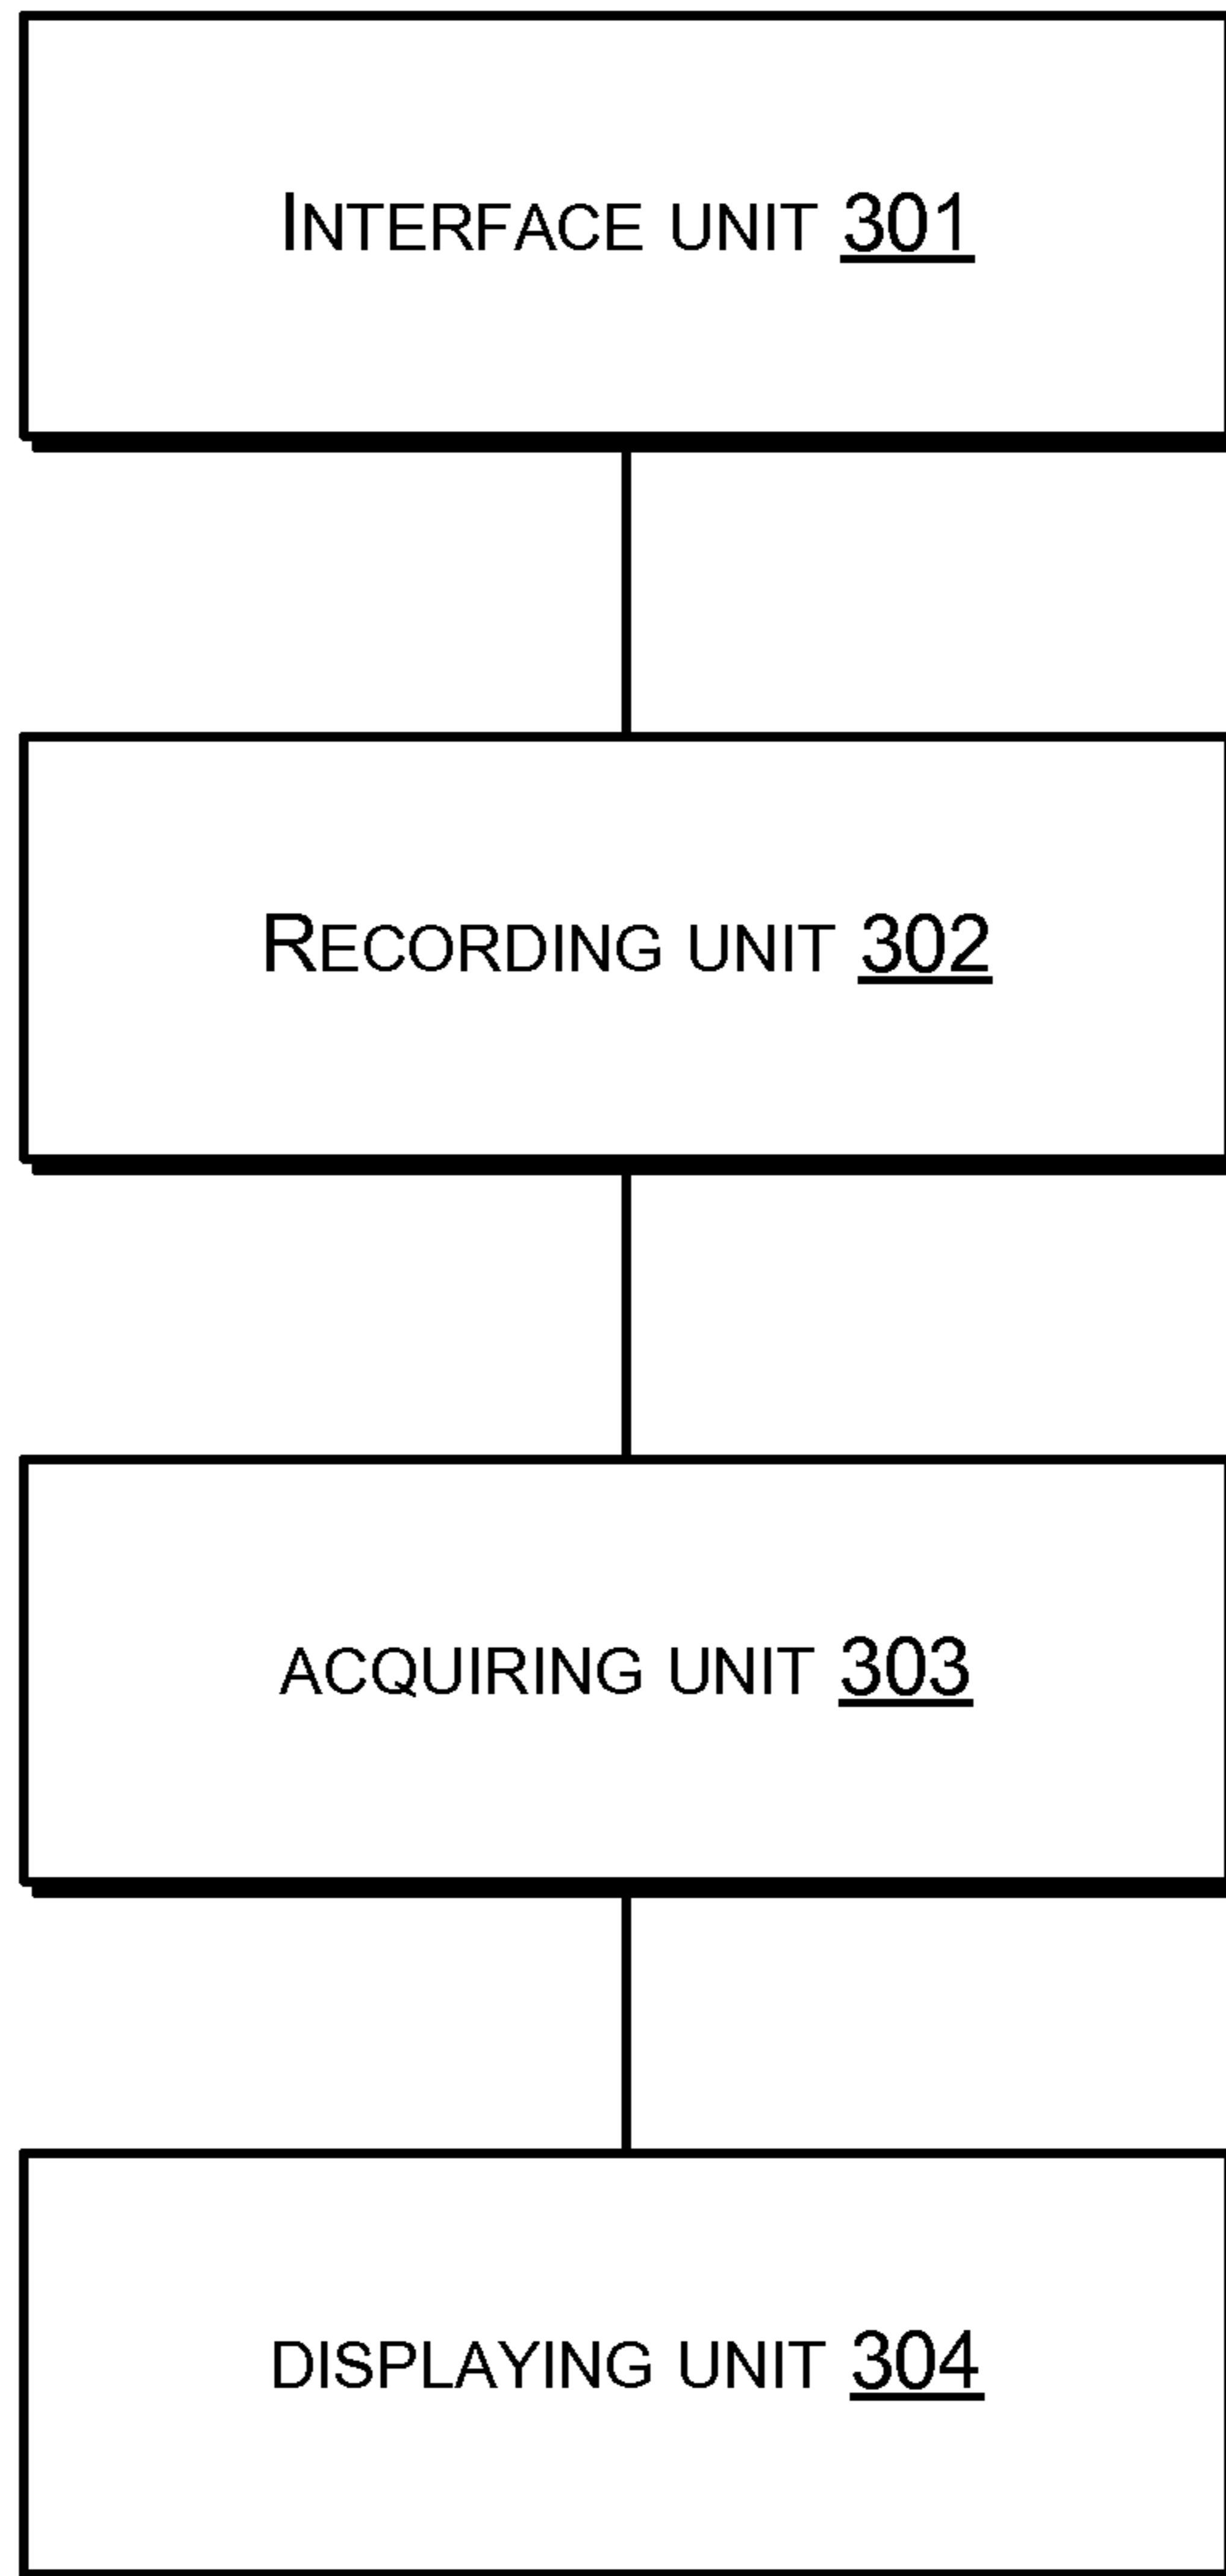 INTERFACE UNIT 301
RECORDING UNIT 302
ACQUIRING UNIT 303
DISPLAYING UNIT 304